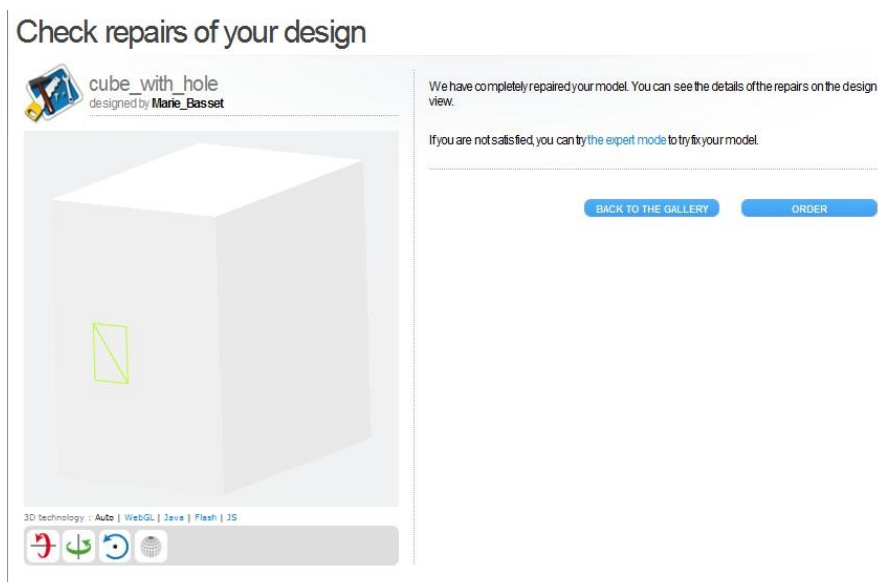 Check repairs of your design
cube_with_hole
designed by Marie_Basset
We have completely repaired your model. You can see the details of the repairs on the design
view.
If you are not satisfied, you can try the expert mode to try fix your model.
BACK TO THE GALLERY
ORDER
3D technology : Auto | WebGL | Java | Flash | JS